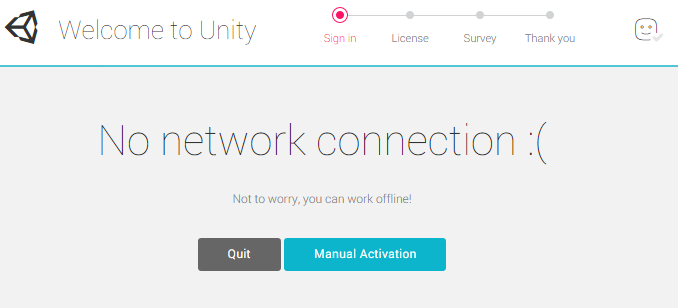 Welcome to Unity
Sign in
License
Survey
Thank you
No network connection :(
Not to worry, you can work offline!
Quit
Manual Activation